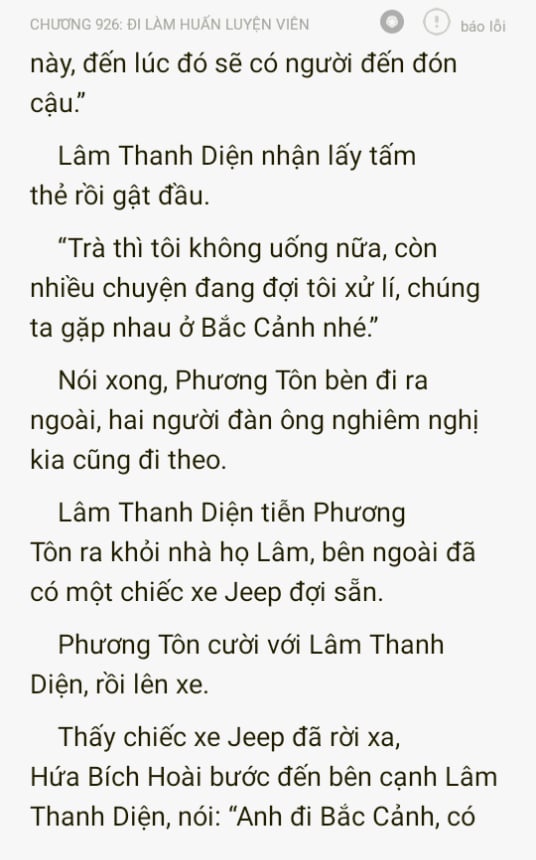 CHƯƠNG 926: ĐI LÀM HUẤN LUYỆN VIÊN
báo lỗi
này, đến lúc đó sẽ có người đến đón
cậu.”
Lâm Thanh Diện nhận lấy tấm
thẻ rồi gật đầu.
“Trà thì tôi không uống nữa, còn
nhiều chuyện đang đợi tôi xử lí, chúng
ta gặp nhau ở Bắc Cảnh nhé.”
Nói xong, Phương Tôn bèn đi ra
ngoài, hai người đàn ông nghiêm nghị
kia cũng đi theo.
Lâm Thanh Diện tiễn Phương
Tôn ra khỏi nhà họ Lâm, bên ngoài đã
có một chiếc xe Jeep đợi sẵn.
Phương Tôn cười với Lâm Thanh
Diện, rồi lên xe.
Thấy chiếc xe Jeep đã rời xa,
Hứa Bích Hoài bước đến bên cạnh Lâm
Thanh Diện, nói: “Anh đi Bắc Cảnh, có